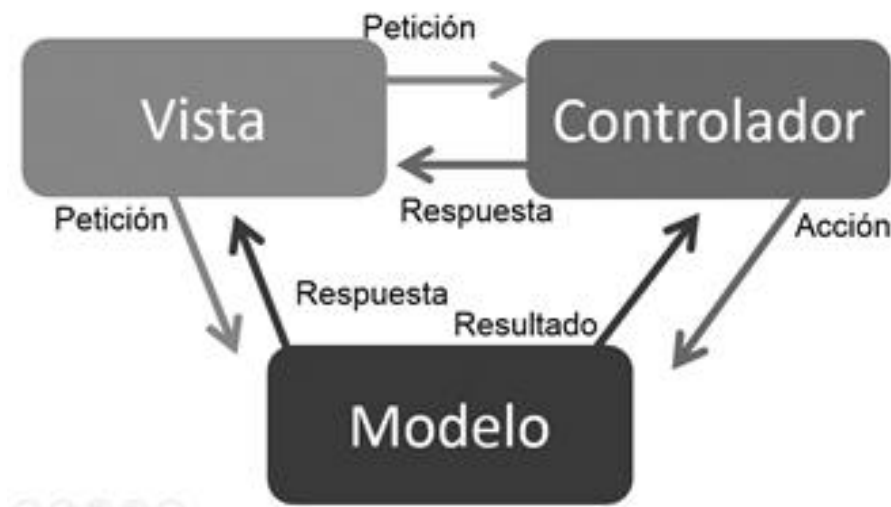 Petición
Vista
Controlador
Respuesta
Petición
Acción
Respuesta
Resultado
Modelo